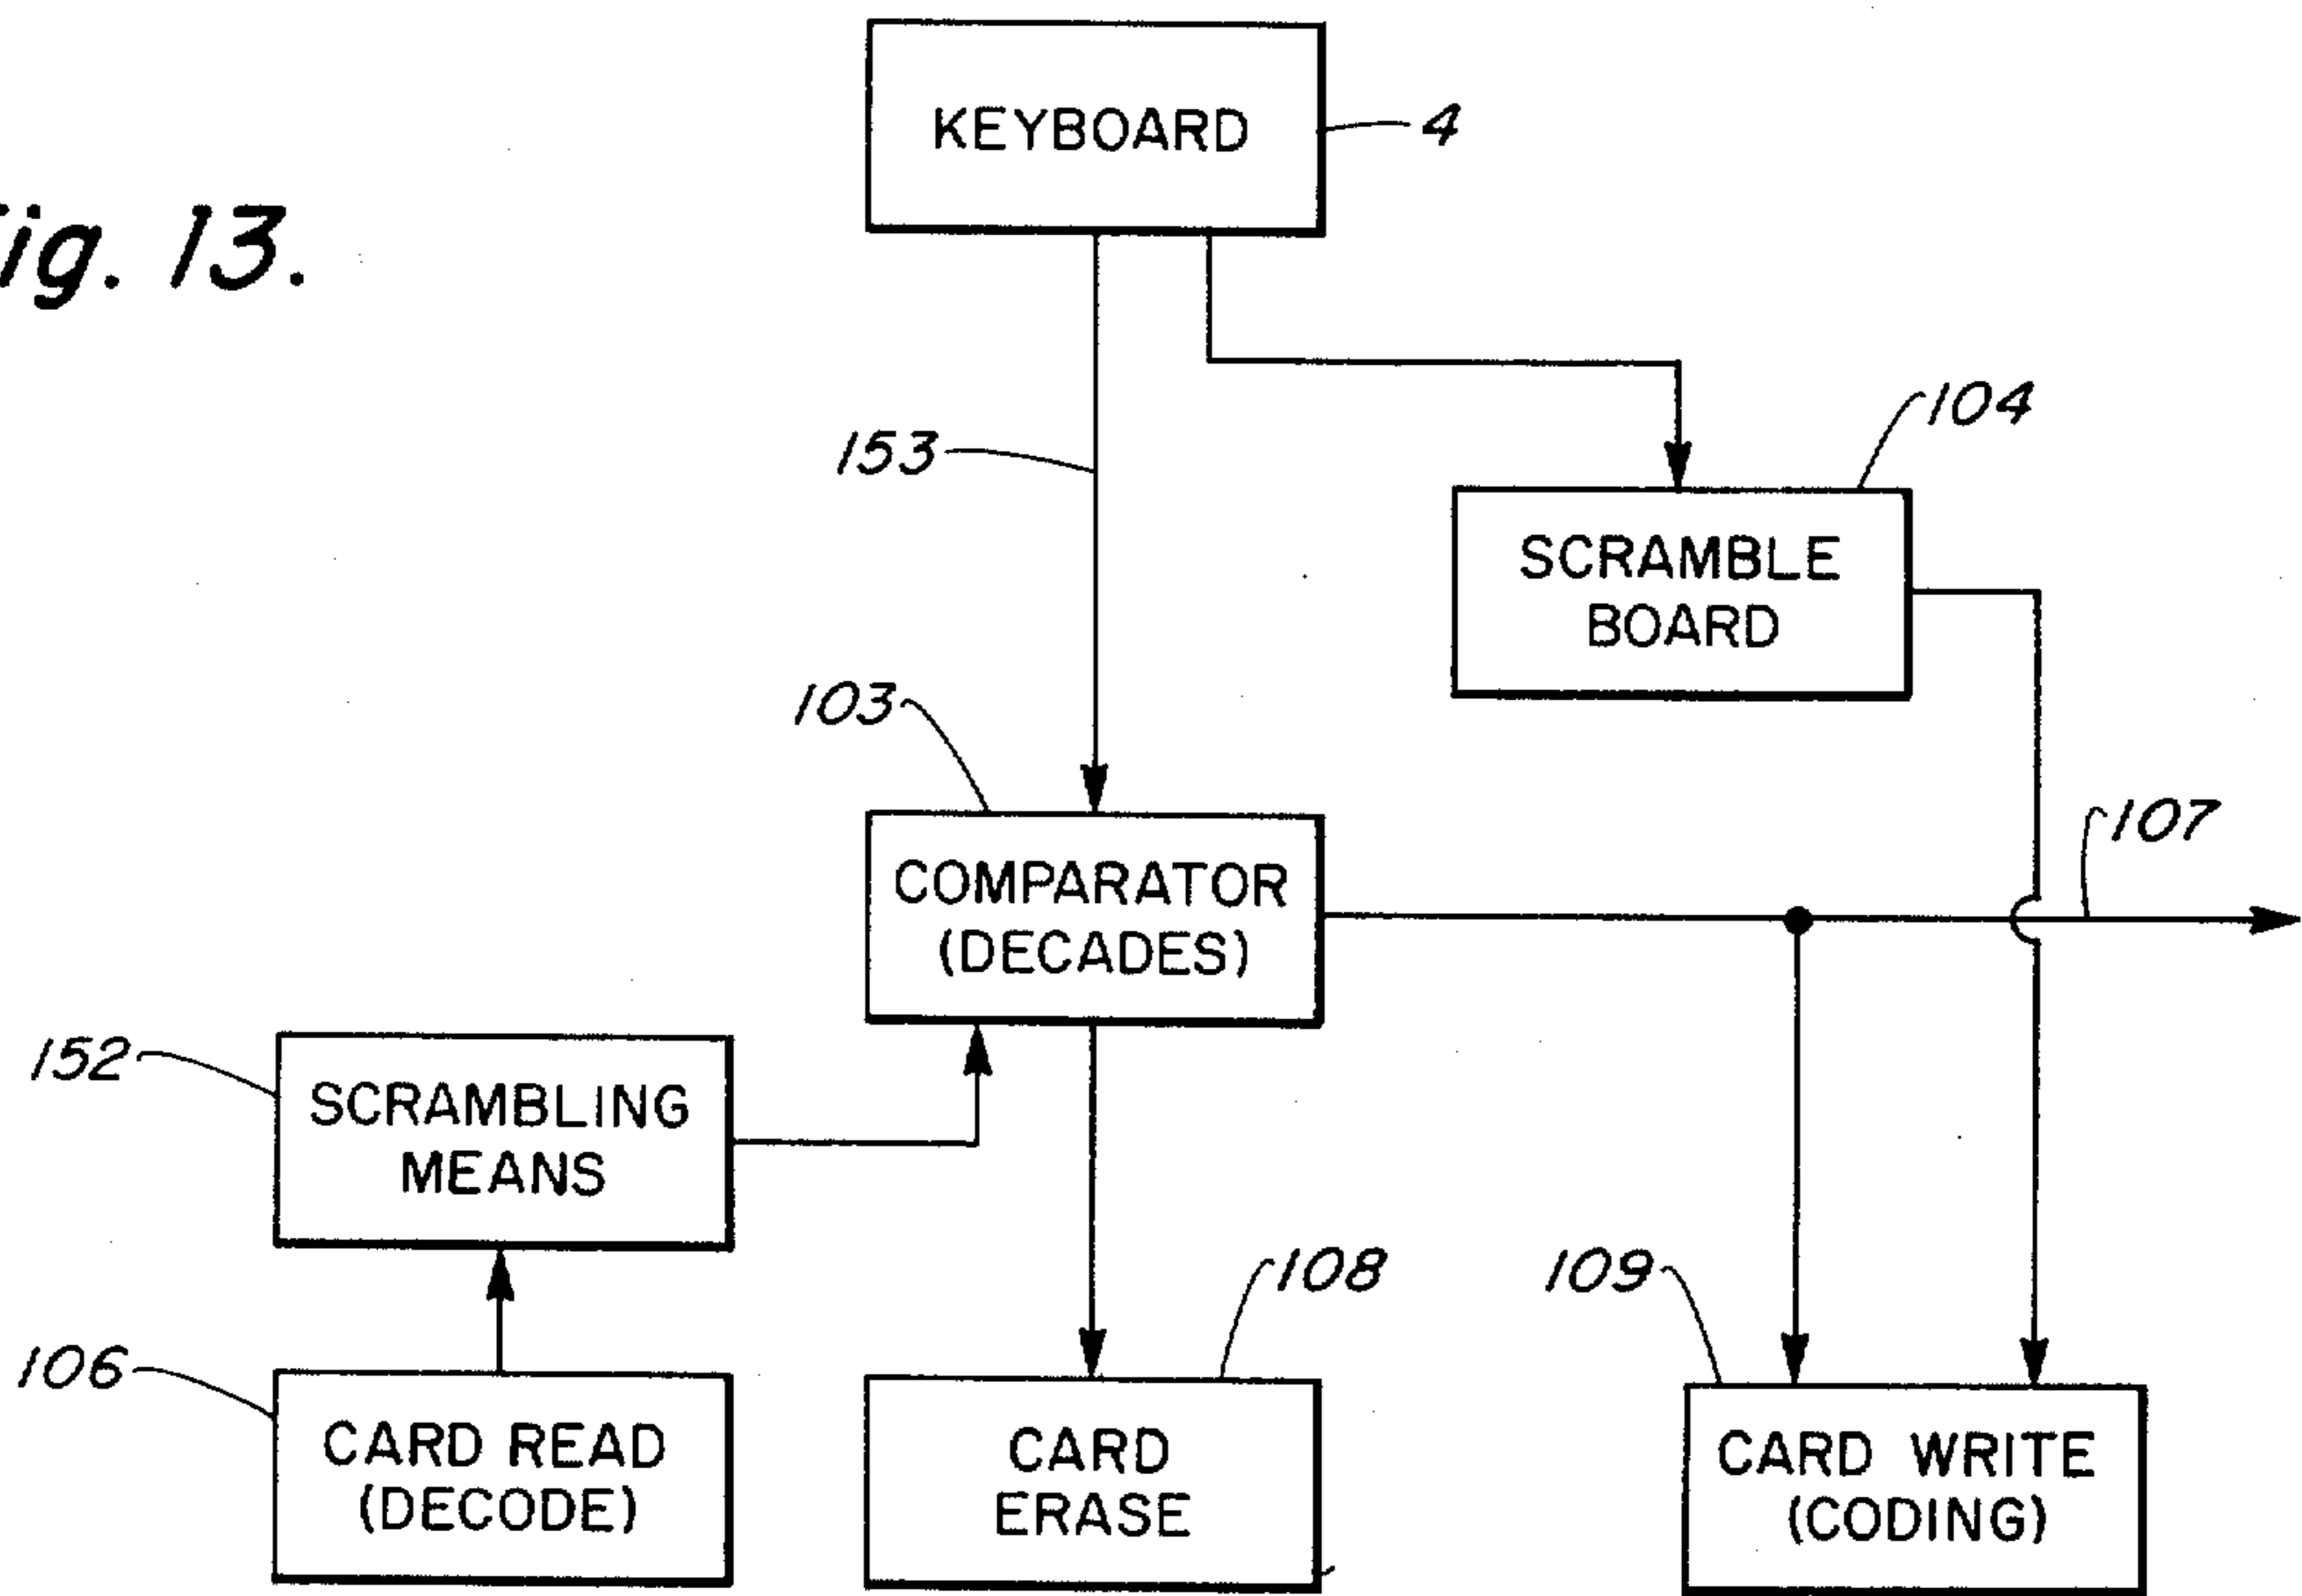 KEYBOARD
4
ig. 13.
104
153
SCRAMBLE
BOARD
103
107
COMPARATOR
(DECADES)
152
SCRAMBLING
MEANS
108
109
106
CARD READ
(DECODE)
CARD
ERASE
CARD WRITE
(CODING)